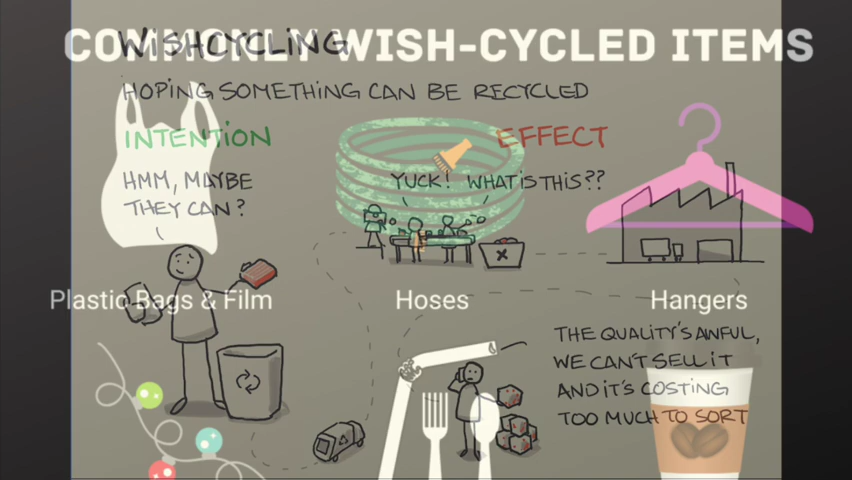 COMMONLY WISH-CYCLED ITEMS
WISHCYCLING
HOPING SOMETHING CAN BE RECYCLED
INTENTION
EFFECT
HMM, MAYBE
THEY CAN?
YUCK!
WHAT IS THIS??
Plastic Bags & Film
Hoses
Hangers
THE QUALITY'S AWFUL,
WE CAN'T SELL IT
AND IT'S COSTING
TOO MUCH TO SORT